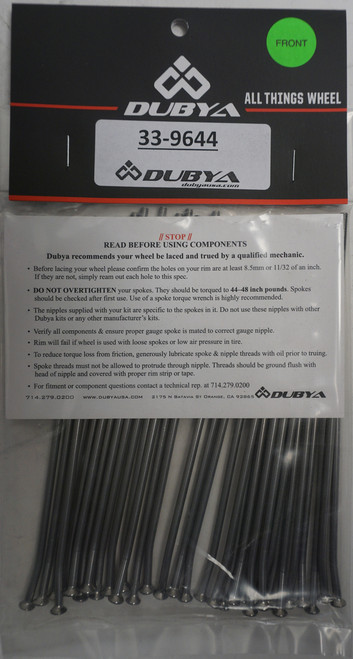 FRONT
DUBYA
ALL THINGS WHEEL
33-9644
DUBYA
dubyausa.com
// STOP //
READ BEFORE USING COMPONENTS
Dubya recommends your wheel be laced and trued by a qualified mechanic.
• Before lacing your wheel please confirm the holes on your rim are at least 8.5mm or 11/32 of an inch.
If they are not, simply ream out each hole to this spec.
• DO NOT OVERTIGHTEN your spokes. They should be torqued to 44–48 inch pounds. Spokes
should be checked after first use. Use of a spoke torque wrench is highly recommended.
• The nipples supplied with your kit are specific to the spokes in it. Do not use these nipples with other
Dubya kits or any other manufacturer's kits.
• Verify all components & ensure proper gauge spoke is mated to correct gauge nipple.
• Rim will fail if wheel is used with loose spokes or low air pressure in tire.
• To reduce torque loss from friction, generously lubricate spoke & nipple threads with oil prior to truing.
• Spoke threads must not be allowed to protrude through nipple. Threads should be ground flush with
head of nipple and covered with proper rim strip or tape.
• For fitment or component questions contact a technical rep. at 714.279.0200
714.279.0200 WWW.DUBYAUSA.COM 2175 N BATAVIA ST ORANGE, CA 92865 DUBYA